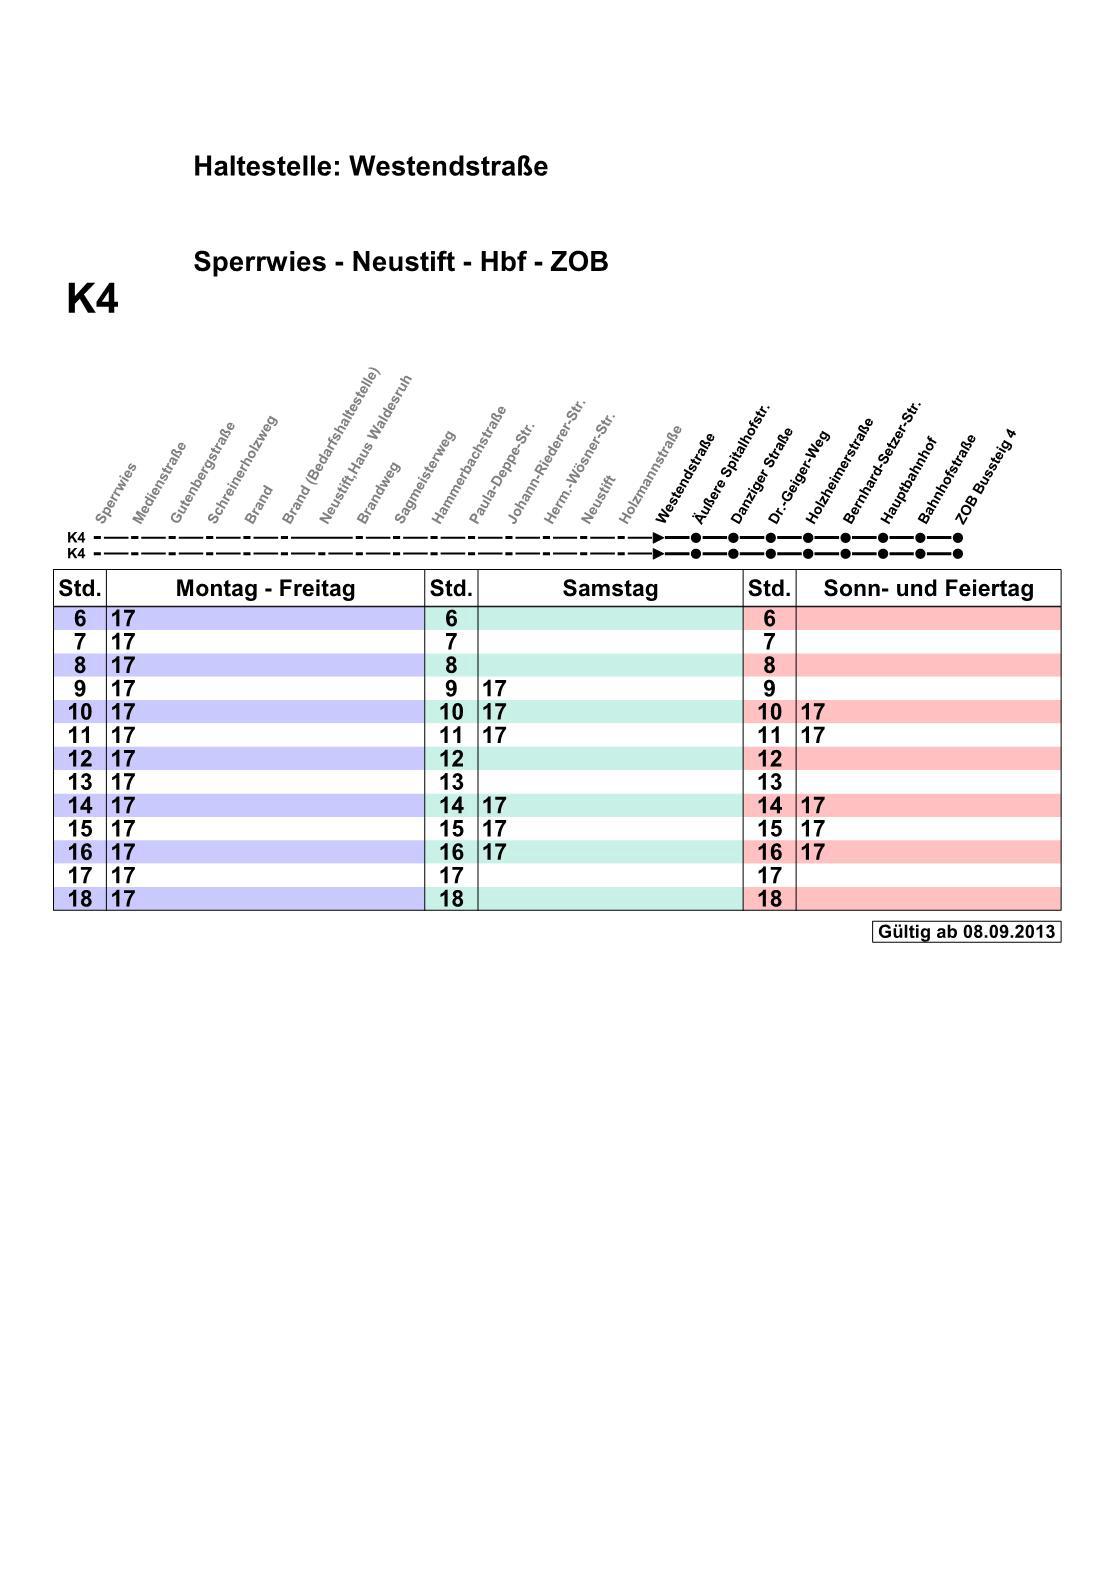 Haltestelle: Westendstraße
Sperrwies - Neustift - Hbf - ZOB
K4
Sperrwies
Medienstraße
Gutenbergstraße
Schreinerholzweg
Brand
Brand (Bedarfshaltestelle)
Neustift,Haus Waldesruh
Brandweg
Sagmeisterweg
Hammerbachstraße
Paula-Deppe-Str.
Johann-Riederer-Str.
Herm.-Wösner-Str.
Neustift
Holzmannstraße
Westendstraße
Äußere Spitalhofstr.
Danziger Straße
Dr.-Geiger-Weg
Holzheimerstraße
Bernhard-Setzer-Str.
Hauptbahnhof
Bahnhofstraße
ZOB Bussteig 4
K4
K4
Std. Montag - Freitag Std. Samstag Std. Sonn- und Feiertag
6 17 6 6
7 17 7 7
8 17 8 8
9 17 9 17 9
10 17 10 17 10 17
11 17 11 17 11 17
12 17 12 12
13 17 13 13
14 17 14 17 14 17
15 17 15 17 15 17
16 17 16 17 16 17
17 17 17 17
18 17 18 18
Gültig ab 08.09.2013